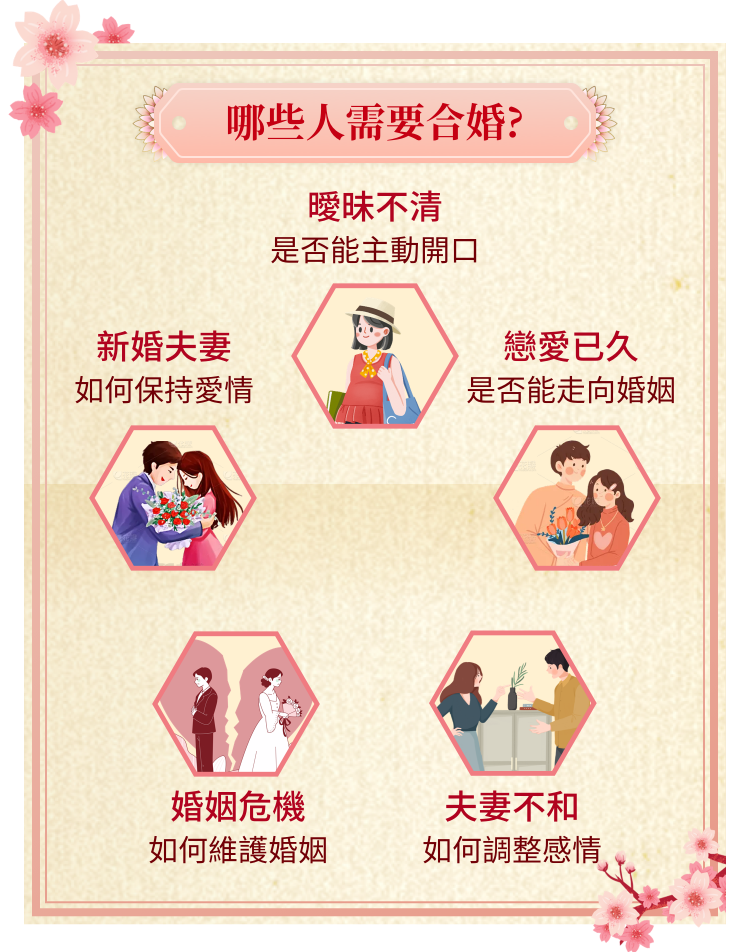 哪些人需要合婚?
曖昧不清
是否能主動開口
新婚夫妻
如何保持愛情
戀愛已久
是否能走向婚姻
婚姻危機
如何維護婚姻
夫妻不和
如何調整感情